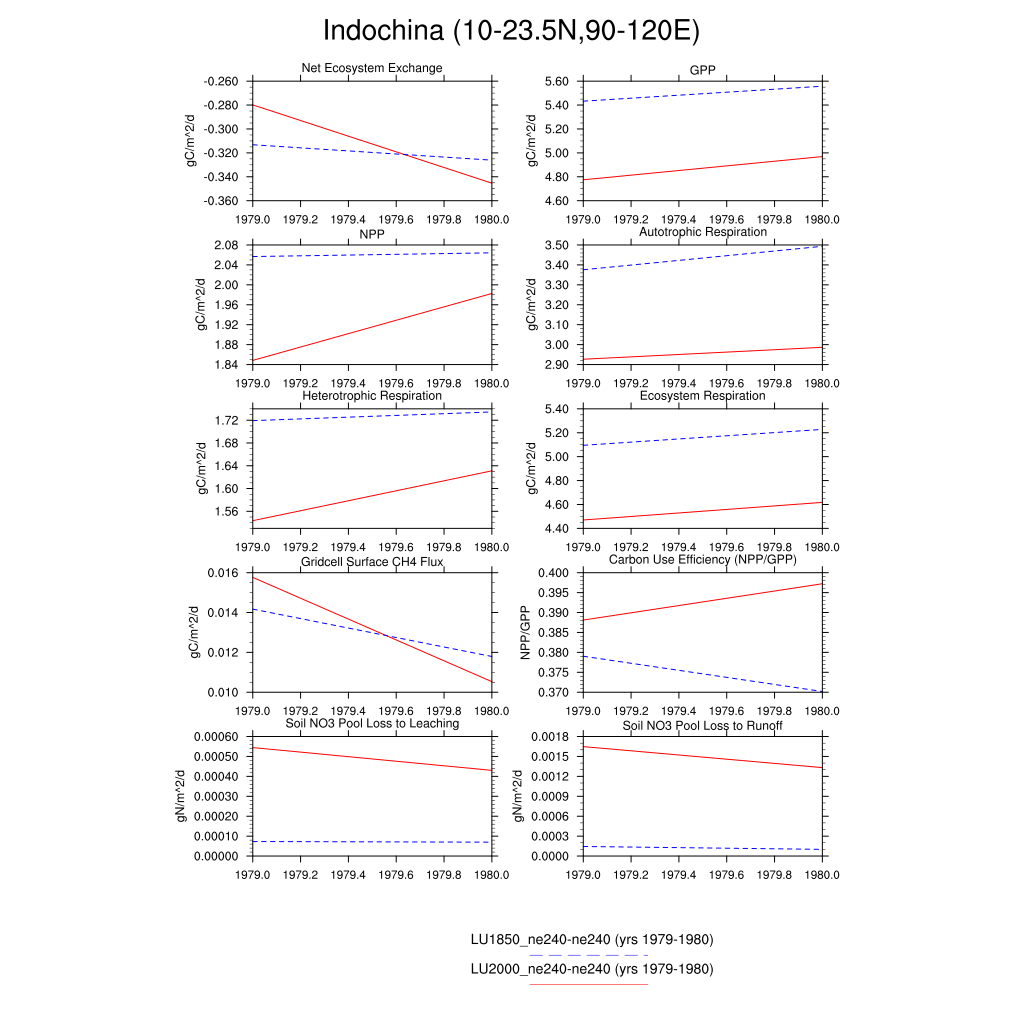 Indochina (10-23.5N,90-120E)
Net Ecosystem Exchange
gC/m^2/d
-0.260
-0.280
-0.300
-0.320
-0.340
-0.360
1979.0 1979.2 1979.4 1979.6 1979.8 1980.0
GPP
gC/m^2/d
5.60
5.40
5.20
5.00
4.80
4.60
1979.0 1979.2 1979.4 1979.6 1979.8 1980.0
NPP
gC/m^2/d
2.08
2.04
2.00
1.96
1.92
1.88
1.84
1979.0 1979.2 1979.4 1979.6 1979.8 1980.0
Autotrophic Respiration
gC/m^2/d
3.50
3.40
3.30
3.20
3.10
3.00
2.90
1979.0 1979.2 1979.4 1979.6 1979.8 1980.0
Heterotrophic Respiration
gC/m^2/d
1.72
1.68
1.64
1.60
1.56
1979.0 1979.2 1979.4 1979.6 1979.8 1980.0
Ecosystem Respiration
gC/m^2/d
5.40
5.20
5.00
4.80
4.60
4.40
1979.0 1979.2 1979.4 1979.6 1979.8 1980.0
Gridcell Surface CH4 Flux
gC/m^2/d
0.016
0.014
0.012
0.010
1979.0 1979.2 1979.4 1979.6 1979.8 1980.0
Carbon Use Efficiency (NPP/GPP)
NPP/GPP
0.400
0.395
0.390
0.385
0.380
0.375
0.370
1979.0 1979.2 1979.4 1979.6 1979.8 1980.0
Soil NO3 Pool Loss to Leaching
gN/m^2/d
0.00060
0.00050
0.00040
0.00030
0.00020
0.00010
0.00000
1979.0 1979.2 1979.4 1979.6 1979.8 1980.0
Soil NO3 Pool Loss to Runoff
gN/m^2/d
0.0018
0.0015
0.0012
0.0009
0.0006
0.0003
0.0000
1979.0 1979.2 1979.4 1979.6 1979.8 1980.0
LU1850_ne240-ne240 (yrs 1979-1980)
LU2000_ne240-ne240 (yrs 1979-1980)